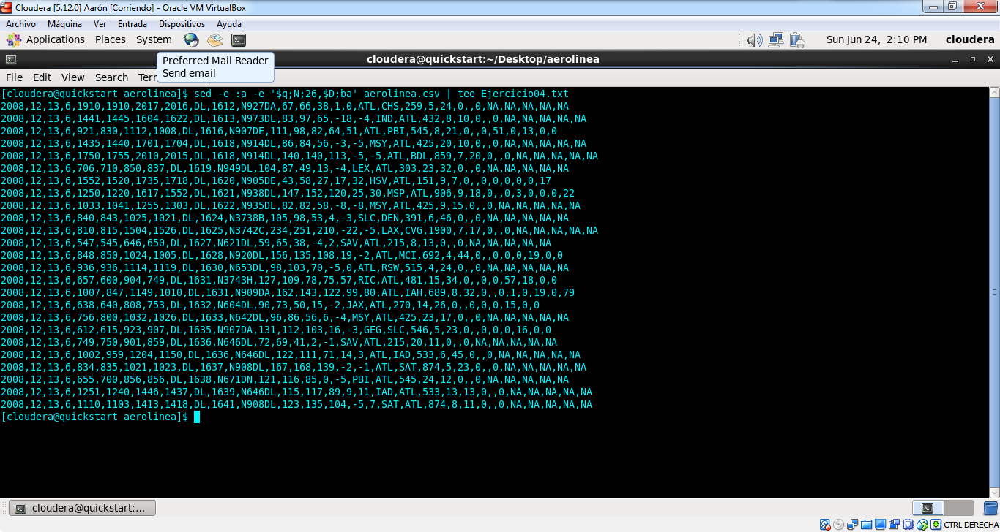 Cloudera [5.12.0] Aarón [Corriendo] - Oracle VM VirtualBox
Archivo Máquina Ver Entrada Dispositivos Ayuda
Applications Places System Sun Jun 24, 2:10 PM cloudera
cloudera@quickstart:~/Desktop/aerolinea
Preferred Mail Reader
Send email
File Edit View Search Terr
[cloudera@quickstart aerolinea]$ sed -e :a -e '$q;N;26,$D;ba' aerolinea.csv | tee Ejercicio04.txt
2008,12,13,6,1910,1910,2017,2016,DL,1612,N927DA,67,66,38,1,0,ATL,CHS,259,5,24,0,,0,NA,NA,NA,NA,NA
2008,12,13,6,1441,1445,1604,1622,DL,1613,N973DL,83,97,65,-18,-4,IND,ATL,432,8,10,0,,0,NA,NA,NA,NA,NA
2008,12,13,6,921,830,1112,1008,DL,1616,N907DE,111,98,82,64,51,ATL,PBI,545,8,21,0,,0,51,0,13,0,0
2008,12,13,6,1435,1440,1701,1704,DL,1618,N914DL,86,84,56,-3,-5,MSY,ATL,425,20,10,0,,0,NA,NA,NA,NA,NA
2008,12,13,6,1750,1755,2010,2015,DL,1618,N914DL,140,140,113,-5,-5,ATL,BDL,859,7,20,0,,0,NA,NA,NA,NA,NA
2008,12,13,6,706,710,850,837,DL,1619,N949DL,104,87,49,13,-4,LEX,ATL,303,23,32,0,,0,NA,NA,NA,NA,NA
2008,12,13,6,1552,1520,1735,1718,DL,1620,N905DE,43,58,27,17,32,HSV,ATL,151,9,7,0,,0,0,0,0,0,17
2008,12,13,6,1250,1220,1617,1552,DL,1621,N938DL,147,152,120,25,30,MSP,ATL,906,9,18,0,,0,3,0,0,0,22
2008,12,13,6,1033,1041,1255,1303,DL,1622,N935DL,82,82,58,-8,-8,MSY,ATL,425,9,15,0,,0,NA,NA,NA,NA,NA
2008,12,13,6,840,843,1025,1021,DL,1624,N3738B,105,98,53,4,-3,SLC,DEN,391,6,46,0,,0,NA,NA,NA,NA,NA
2008,12,13,6,810,815,1504,1526,DL,1625,N3742C,234,251,210,-22,-5,LAX,CVG,1900,7,17,0,,0,NA,NA,NA,NA,NA
2008,12,13,6,547,545,646,650,DL,1627,N621DL,59,65,38,-4,2,SAV,ATL,215,8,13,0,,0,NA,NA,NA,NA,NA
2008,12,13,6,848,850,1024,1005,DL,1628,N920DL,156,135,108,19,-2,ATL,MCI,692,4,44,0,,0,0,0,19,0,0
2008,12,13,6,936,936,1114,1119,DL,1630,N653DL,98,103,70,-5,0,ATL,RSW,515,4,24,0,,0,NA,NA,NA,NA,NA
2008,12,13,6,657,600,904,749,DL,1631,N3743H,127,109,78,75,57,RIC,ATL,481,15,34,0,,0,0,57,18,0,0
2008,12,13,6,1007,847,1149,1010,DL,1631,N909DA,162,143,122,99,80,ATL,IAH,689,8,32,0,,0,1,0,19,0,79
2008,12,13,6,638,640,808,753,DL,1632,N604DL,90,73,50,15,-2,JAX,ATL,270,14,26,0,,0,0,0,15,0,0
2008,12,13,6,756,800,1032,1026,DL,1633,N642DL,96,86,56,6,-4,MSY,ATL,425,23,17,0,,0,NA,NA,NA,NA,NA
2008,12,13,6,612,615,923,907,DL,1635,N907DA,131,112,103,16,-3,GEG,SLC,546,5,23,0,,0,0,0,16,0,0
2008,12,13,6,749,750,901,859,DL,1636,N646DL,72,69,41,2,-1,SAV,ATL,215,20,11,0,,0,NA,NA,NA,NA,NA
2008,12,13,6,1002,959,1204,1150,DL,1636,N646DL,122,111,71,14,3,ATL,IAD,533,6,45,0,,0,NA,NA,NA,NA,NA
2008,12,13,6,834,835,1021,1023,DL,1637,N908DL,167,168,139,-2,-1,ATL,SAT,874,5,23,0,,0,NA,NA,NA,NA,NA
2008,12,13,6,655,700,856,856,DL,1638,N671DN,121,116,85,0,-5,PBI,ATL,545,24,12,0,,0,NA,NA,NA,NA,NA
2008,12,13,6,1251,1240,1446,1437,DL,1639,N646DL,115,117,89,9,11,IAD,ATL,533,13,13,0,,0,NA,NA,NA,NA,NA
2008,12,13,6,1110,1103,1413,1418,DL,1641,N908DL,123,135,104,-5,7,SAT,ATL,874,8,11,0,,0,NA,NA,NA,NA,NA
[cloudera@quickstart aerolinea]$
cloudera@quickstart:...
CTRL DERECHA